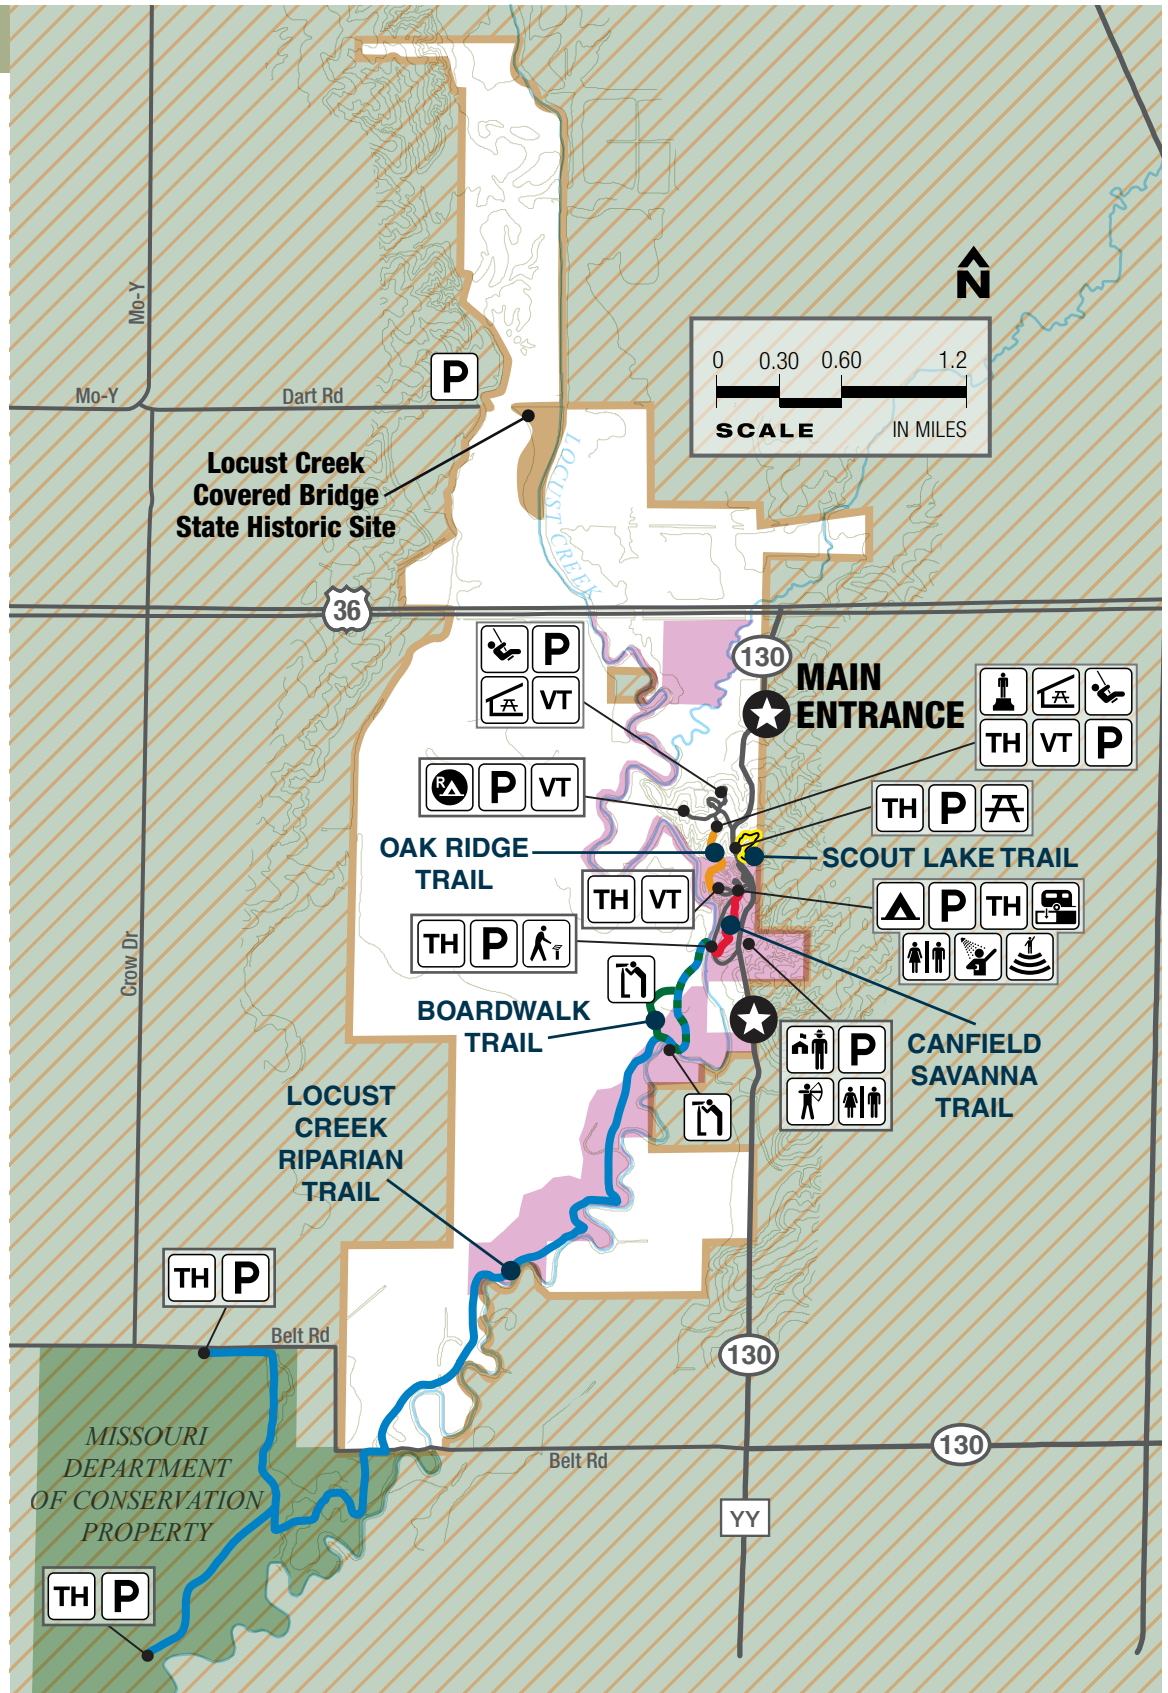 N
0 0.30 0.60 1.2
SCALE IN MILES
Mo-Y
Mo-Y
Dart Rd
P
Locust Creek
Covered Bridge
State Historic Site
LOCUST CREEK
36
130
MAIN
ENTRANCE
P
VT
TH VT P
R P VT
TH P
OAK RIDGE
TRAIL
SCOUT LAKE TRAIL
TH VT
P TH
TH P
Crow Dr
BOARDWALK
TRAIL
P
CANFIELD
SAVANNA
TRAIL
LOCUST
CREEK
RIPARIAN
TRAIL
TH P
Belt Rd
130
MISSOURI
DEPARTMENT
OF CONSERVATION
PROPERTY
Belt Rd
130
YY
TH P